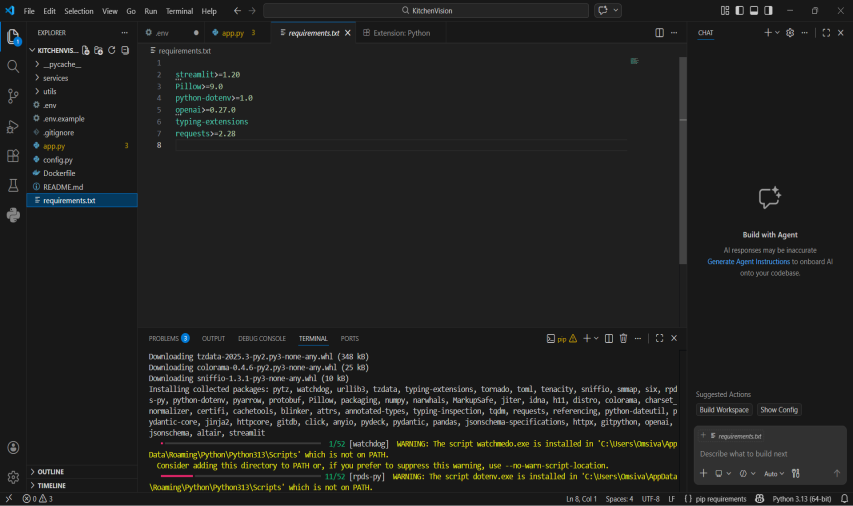 File Edit Selection View Go Run Terminal Help
KitchenVision
EXPLORER
KITCHENVIS...
__pycache__
services
utils
.env
.env.example
.gitignore
app.py 3
config.py
Dockerfile
README.md
requirements.txt
OUTLINE
TIMELINE
1
.env
app.py 3
requirements.txt
Extension: Python
requirements.txt
1
2 streamlit>=1.20
3 Pillow>=9.0
4 python-dotenv>=1.0
5 openai>=0.27.0
6 typing-extensions
7 requests>=2.28
8
PROBLEMS 3 OUTPUT DEBUG CONSOLE TERMINAL PORTS
pip
Downloading tzdata-2025.3-py2.py3-none-any.whl (348 kB)
Downloading colorama-0.4.6-py2.py3-none-any.whl (25 kB)
Downloading sniffio-1.3.1-py3-none-any.whl (10 kB)
Installing collected packages: pytz, watchdog, urllib3, tzdata, typing-extensions, tornado, toml, tenacity, sniffio, smmap, six, rpd
s-py, python-dotenv, pyarrow, protobuf, Pillow, packaging, numpy, narwhals, MarkupSafe, jiter, idna, h11, distro, colorama, charset_
normalizer, certifi, cachetools, blinker, attrs, annotated-types, typing-inspection, tqdm, requests, referencing, python-dateutil, p
ydantic-core, jinja2, httpcore, gitdb, click, anyio, pydeck, pydantic, pandas, jsonschema-specifications, httpx, gitpython, openai,
jsonschema, altair, streamlit
1/52 [watchdog] WARNING: The script watchmedo.exe is installed in 'C:\Users\Omsiva\App
Data\Roaming\Python\Python313\Scripts' which is not on PATH.
Consider adding this directory to PATH or, if you prefer to suppress this warning, use --no-warn-script-location.
11/52 [rpds-py] WARNING: The script dotenv.exe is installed in 'C:\Users\Omsiva\AppData
\Roaming\Python\Python313\Scripts' which is not on PATH.
CHAT
Build with Agent
AI responses may be inaccurate
Generate Agent Instructions to onboard AI
onto your codebase.
Suggested Actions
Build Workspace Show Config
requirements.txt
Describe what to build next
Auto
0 3
Ln 8, Col 1 Spaces: 4 UTF-8 LF { } pip requirements Python 3.13 (64-bit)